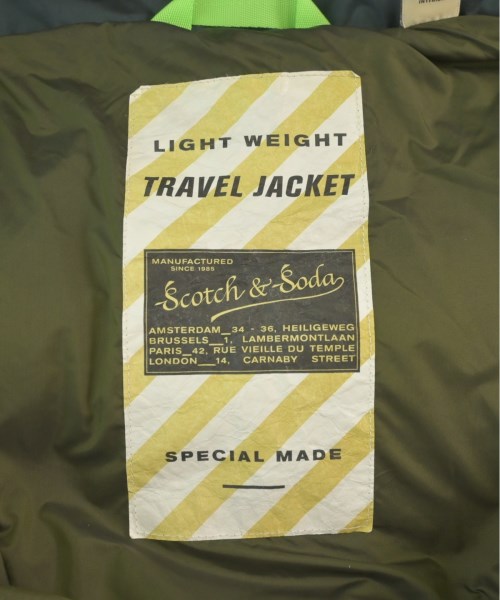 LIGHT WEIGHT
TRAVEL JACKET
MANUFACTURED
SINCE 1985
Scotch & Soda
AMSTERDAM_34 - 36, HEILIGEWEG
BRUSSELS_1, LAMBERMONTLAAN
PARIS_42, RUE VIEILLE DU TEMPLE
LONDON_14, CARNABY STREET
SPECIAL MADE